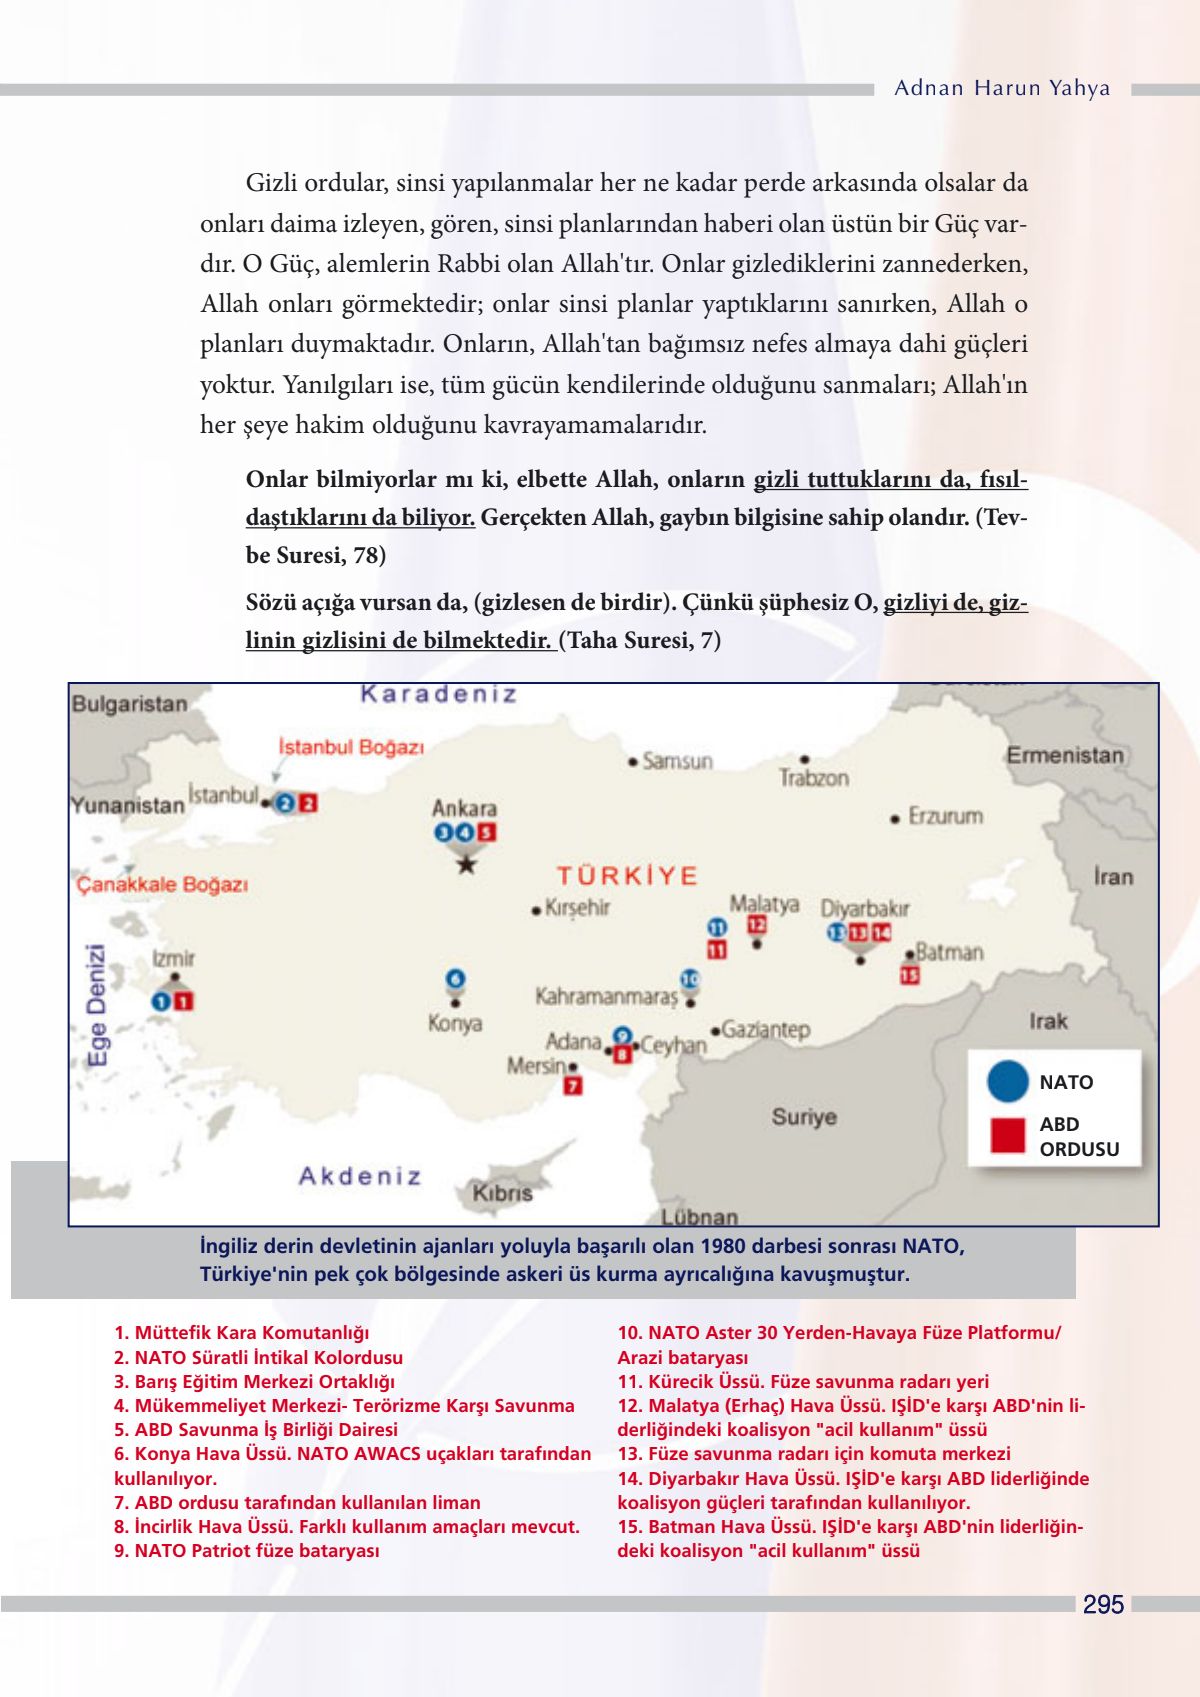 Adnan Harun Yahya
Gizli ordular, sinsi yapılanmalar her ne kadar perde arkasında olsalar da
onları daima izleyen, gören, sinsi planlarından haberi olan üstün bir Güç var-
dır. O Güç, alemlerin Rabbi olan Allah'tır. Onlar gizlediklerini zannederken,
Allah onları görmektedir; onlar sinsi planlar yaptıklarını sanırken, Allah o
planları duymaktadır. Onların, Allah'tan bağımsız nefes almaya dahi güçleri
yoktur. Yanılgıları ise, tüm gücün kendilerinde olduğunu sanmaları; Allah'ın
her şeye hakim olduğunu kavrayamamalarıdır.
Onlar bilmiyorlar mı ki, elbette Allah, onların gizli tuttuklarını da, fısıl-
daştıklarını da biliyor. Gerçekten Allah, gaybın bilgisine sahip olandır. (Tev-
be Suresi, 78)
Sözü açığa vursan da, (gizlesen de birdir). Çünkü şüphesiz O, gizliyi de, giz-
linin gizlisini de bilmektedir. (Taha Suresi, 7)
Karadeniz
Bulgaristan
İstanbul Boğazı
Ermenistan
Samsun
Trabzon
Yunanistan
İstanbul
2 2
Ankara
3 4 5
Erzurum
TÜRKİYE
İran
Çanakkale Boğazı
Kırşehir
Malatya
12
Diyarbakır
13 13 14
11
11
Batman
15
Ege Denizi
İzmir
1 1
6
Konya
10
Kahramanmaraş
Gaziantep
Irak
Adana
9
8
Ceyhan
Mersin
7
NATO
Suriye
ABD
ORDUSU
Akdeniz
Kıbrıs
Lübnan
İngiliz derin devletinin ajanları yoluyla başarılı olan 1980 darbesi sonrası NATO,
Türkiye'nin pek çok bölgesinde askeri üs kurma ayrıcalığına kavuşmuştur.
1. Müttefik Kara Komutanlığı
2. NATO Süratli İntikal Kolordusu
3. Barış Eğitim Merkezi Ortaklığı
4. Mükemmeliyet Merkezi- Terörizme Karşı Savunma
5. ABD Savunma İş Birliği Dairesi
6. Konya Hava Üssü. NATO AWACS uçakları tarafından
kullanılıyor.
7. ABD ordusu tarafından kullanılan liman
8. İncirlik Hava Üssü. Farklı kullanım amaçları mevcut.
9. NATO Patriot füze bataryası
10. NATO Aster 30 Yerden-Havaya Füze Platformu/
Arazi bataryası
11. Kürecik Üssü. Füze savunma radarı yeri
12. Malatya (Erhaç) Hava Üssü. IŞİD'e karşı ABD'nin li-
derliğindeki koalisyon "acil kullanım" üssü
13. Füze savunma radarı için komuta merkezi
14. Diyarbakır Hava Üssü. IŞİD'e karşı ABD liderliğinde
koalisyon güçleri tarafından kullanılıyor.
15. Batman Hava Üssü. IŞİD'e karşı ABD'nin liderliğin-
deki koalisyon "acil kullanım" üssü
295